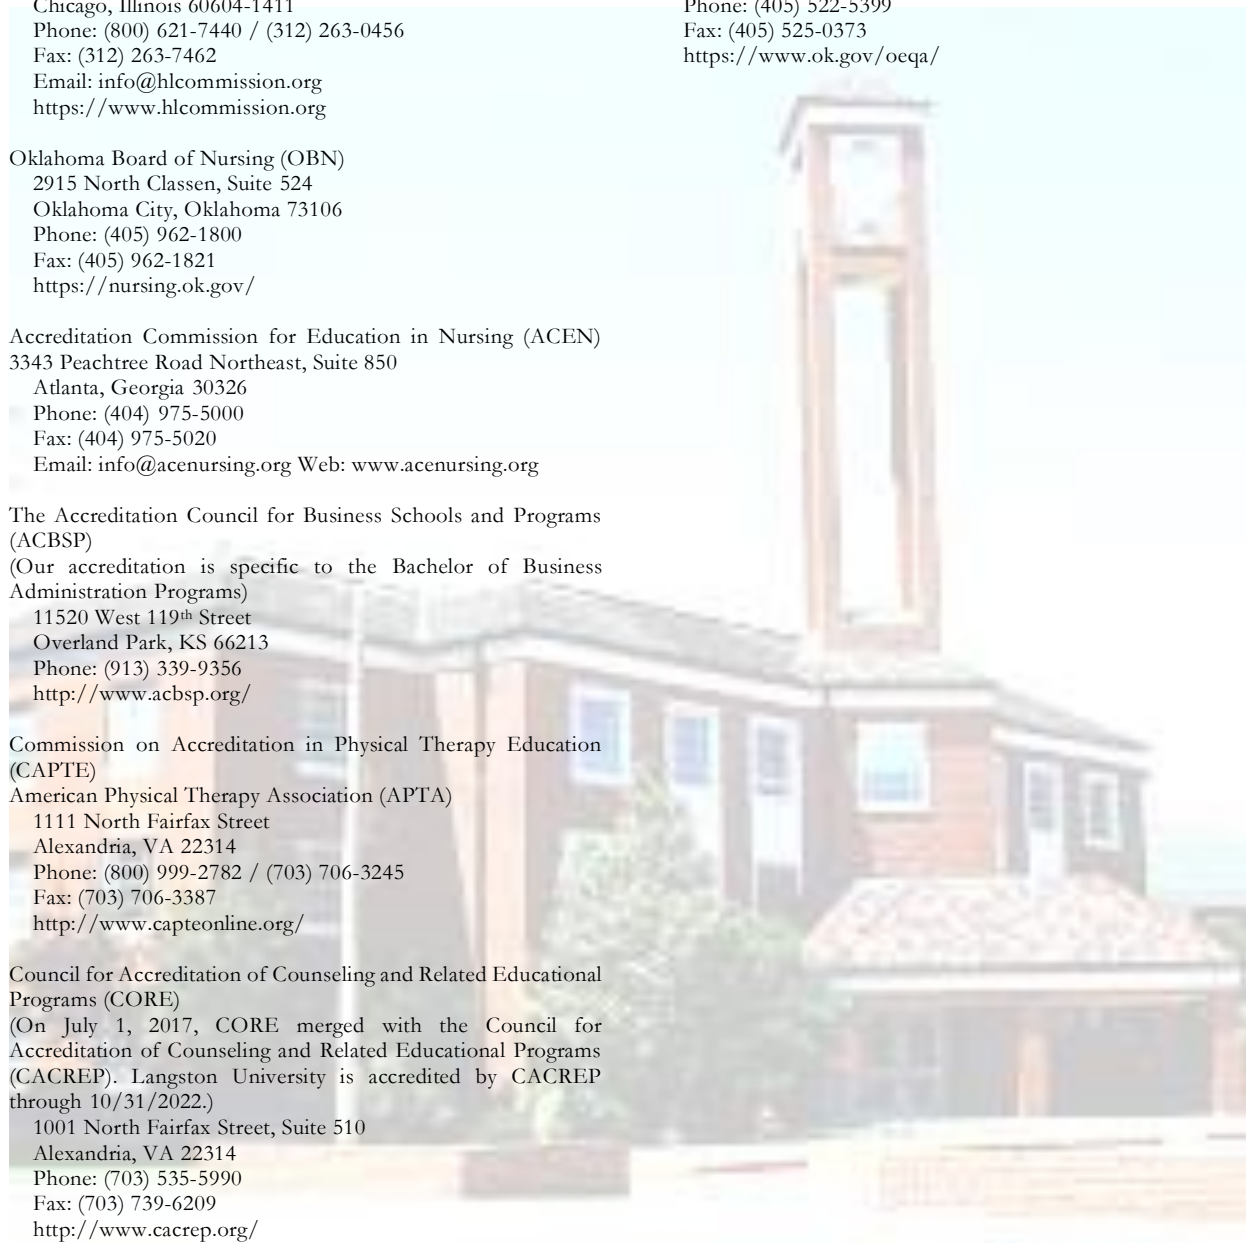 Chicago, Illinois 60604-1411
Phone: (800) 621-7440 / (312) 263-0456
Fax: (312) 263-7462
Email: info@hlcommission.org
https://www.hlcommission.org
Oklahoma Board of Nursing (OBN)
2915 North Classen, Suite 524
Oklahoma City, Oklahoma 73106
Phone: (405) 962-1800
Fax: (405) 962-1821
https://nursing.ok.gov/
Accreditation Commission for Education in Nursing (ACEN)
3343 Peachtree Road Northeast, Suite 850
Atlanta, Georgia 30326
Phone: (404) 975-5000
Fax: (404) 975-5020
Email: info@acenursing.org Web: www.acenursing.org
The Accreditation Council for Business Schools and Programs
(ACBSP)
(Our accreditation is specific to the Bachelor of Business
Administration Programs)
11520 West 119th Street
Overland Park, KS 66213
Phone: (913) 339-9356
http://www.acbsp.org/
Commission on Accreditation in Physical Therapy Education
(CAPTE)
American Physical Therapy Association (APTA)
1111 North Fairfax Street
Alexandria, VA 22314
Phone: (800) 999-2782 / (703) 706-3245
Fax: (703) 706-3387
http://www.capteonline.org/
Council for Accreditation of Counseling and Related Educational
Programs (CORE)
(On July 1, 2017, CORE merged with the Council for
Accreditation of Counseling and Related Educational Programs
(CACREP). Langston University is accredited by CACREP
through 10/31/2022.)
1001 North Fairfax Street, Suite 510
Alexandria, VA 22314
Phone: (703) 535-5990
Fax: (703) 739-6209
http://www.cacrep.org/
Phone: (405) 522-5399
Fax: (405) 525-0373
https://www.ok.gov/oeqa/